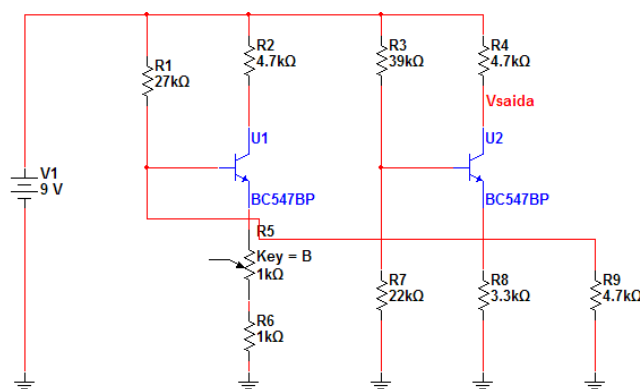 R1
27kΩ
R2
4.7kΩ
R3
39kΩ
R4
4.7kΩ
Vsaida
U1
U2
V1
9 V
BC547BP
BC547BP
R5
Key = B
1kΩ
R7
22kΩ
R8
3.3kΩ
R9
4.7kΩ
R6
1kΩ